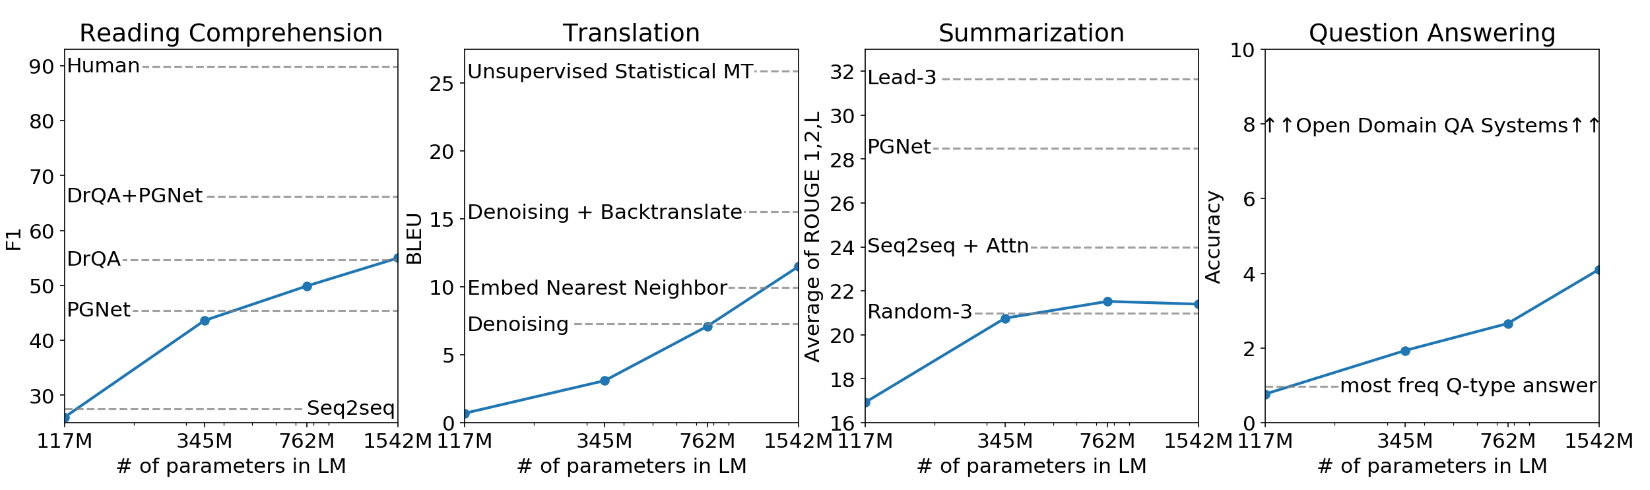 Reading Comprehension
90
80
70
60
50
40
30
F1
Human
DrQA+PGNet
DrQA
PGNet
Seq2seq
117M 345M 762M 1542M
# of parameters in LM
Translation
25
20
15
10
5
0
BLEU
Unsupervised Statistical MT
Denoising + Backtranslate
Embed Nearest Neighbor
Denoising
117M 345M 762M 1542M
# of parameters in LM
Summarization
32
30
28
26
24
22
20
18
16
Average of ROUGE 1,2,L
Lead-3
PGNet
Seq2seq + Attn
Random-3
117M 345M 762M 1542M
# of parameters in LM
Question Answering
10
8
6
4
2
0
Accuracy
↑↑Open Domain QA Systems↑↑
most freq Q-type answer
117M 345M 762M 1542M
# of parameters in LM